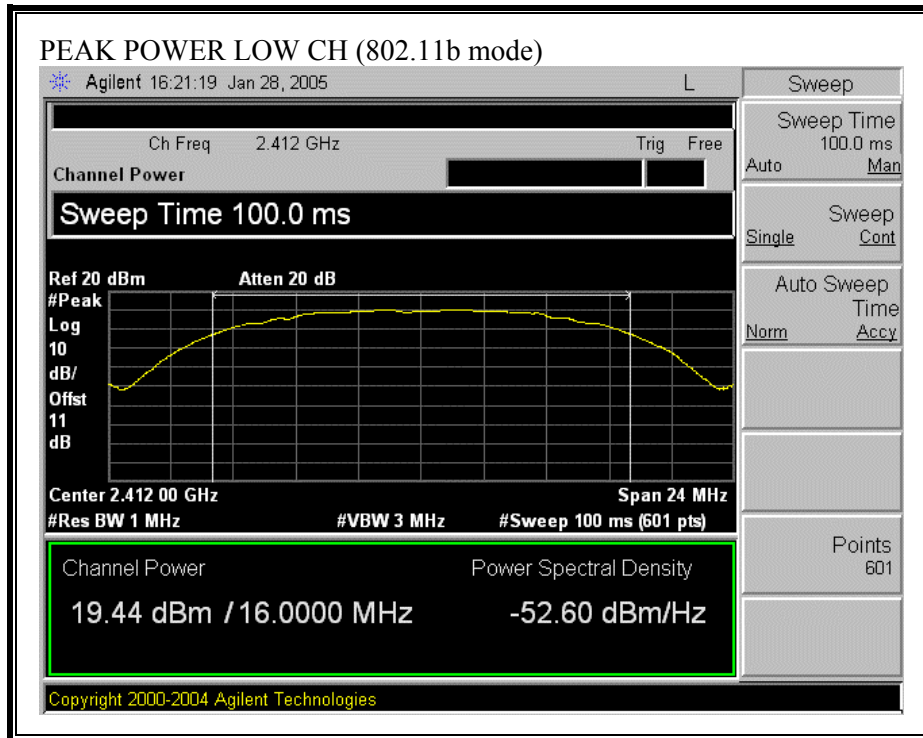 PEAK POWER LOW CH (802.11b mode)
Agilent 16:21:19 Jan 28, 2005 L Sweep
Ch Freq 2.412 GHz Trig Free
Channel Power
Sweep Time 100.0 ms
Ref 20 dBm Atten 20 dB
#Peak
Log
10
dB/
Offst
11
dB
Center 2.412 00 GHz Span 24 MHz
#Res BW 1 MHz #VBW 3 MHz #Sweep 100 ms (601 pts)
Channel Power Power Spectral Density
19.44 dBm / 16.0000 MHz -52.60 dBm/Hz
Copyright 2000-2004 Agilent Technologies
Sweep Time
100.0 ms
Auto Man
Sweep
Single Cont
Auto Sweep
Time
Norm Accy
Points
601